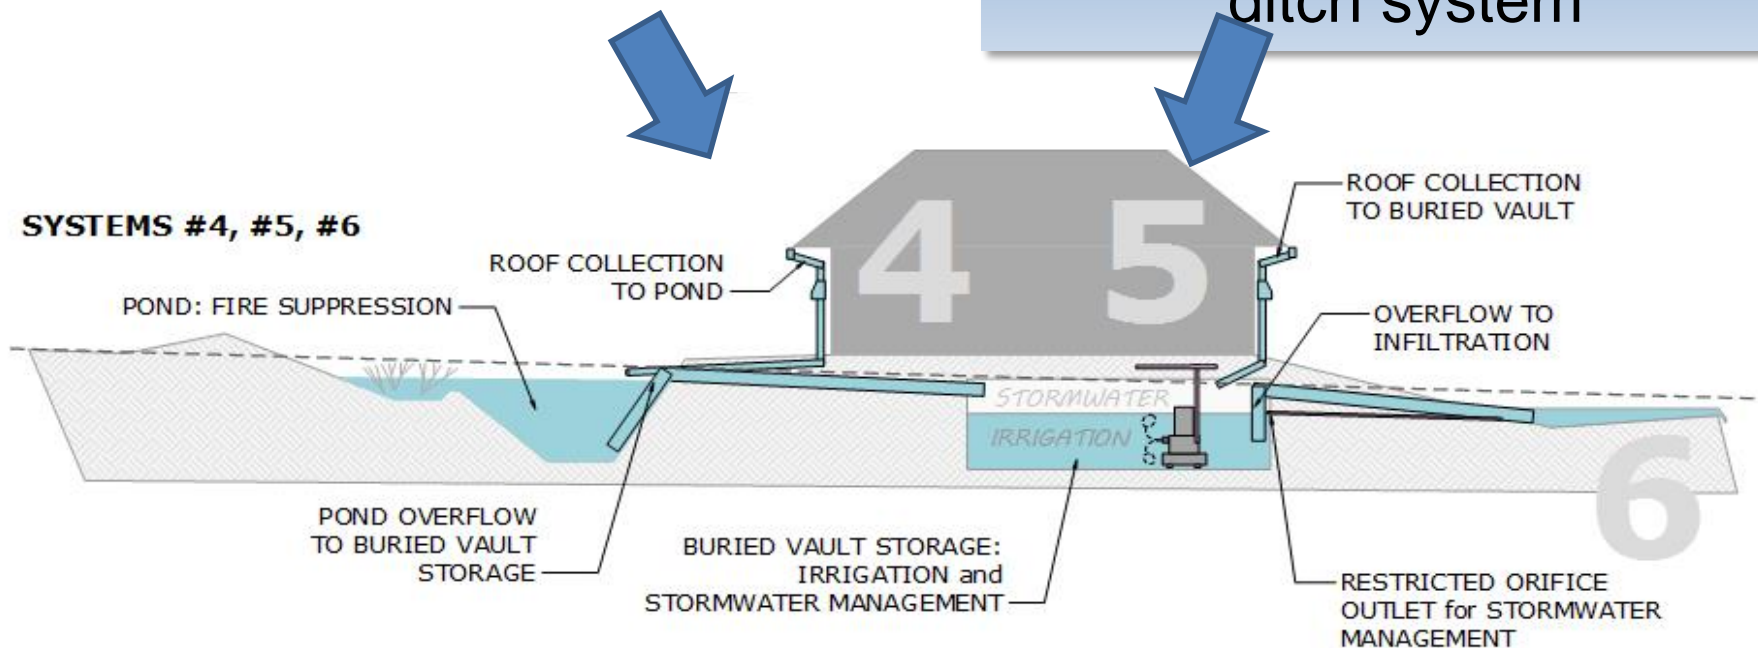 ditch system
SYSTEMS #4, #5, #6
4
5
ROOF COLLECTION
TO BURIED VAULT
ROOF COLLECTION
TO POND
POND: FIRE SUPPRESSION
OVERFLOW TO
INFILTRATION
STORMWATER
IRRIGATION
6
POND OVERFLOW
TO BURIED VAULT
STORAGE
BURIED VAULT STORAGE:
IRRIGATION and
STORMWATER MANAGEMENT
RESTRICTED ORIFICE
OUTLET for STORMWATER
MANAGEMENT